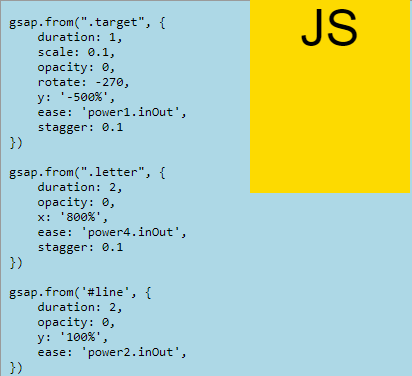 gsap.from(".target", {
    duration: 1,
    scale: 0.1,
    opacity: 0,
    rotate: -270,
    y: '-500%',
    ease: 'power1.inOut',
    stagger: 0.1
})
gsap.from(".letter", {
    duration: 2,
    opacity: 0,
    x: '800%',
    ease: 'power4.inOut',
    stagger: 0.1
})
gsap.from('#line', {
    duration: 2,
    opacity: 0,
    y: '100%',
    ease: 'power2.inOut',
})
JS